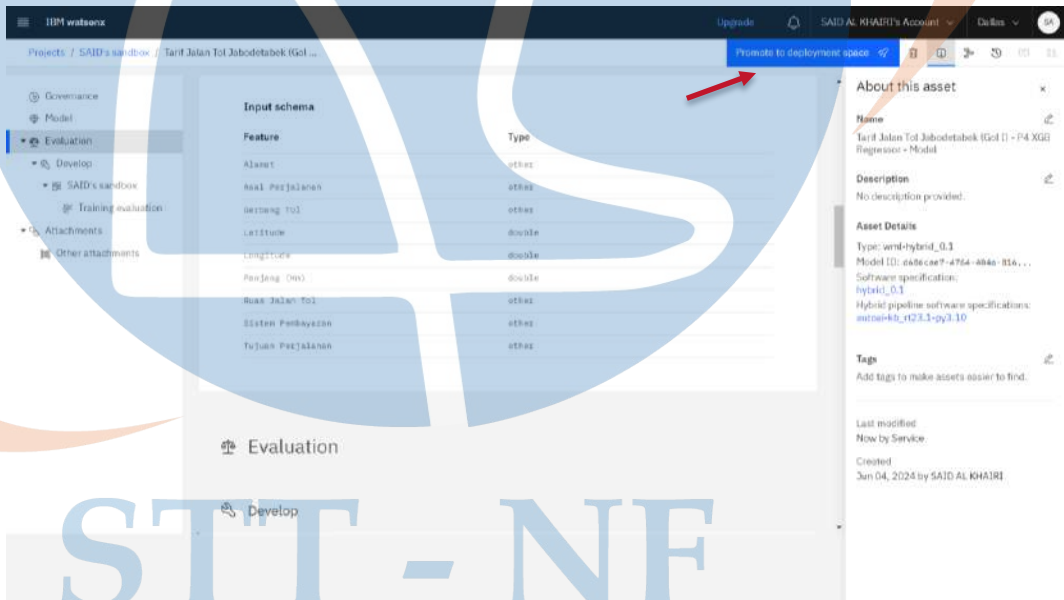 IBM watsonx
Upgrade
SAID AL KHAIRI's Account
Dallas
SA
Projects / SAID's sandbox / Tarif Jalan Tol Jabodetabek (Gol ...
Promote to deployment space
Governance
Model
Evaluation
Develop
SAID's sandbox
Training evaluation
Attachments
Other attachments
Input schema
Feature Type
Alamat other
Asal Perjalanan other
Gerbang Tol other
Latitude double
Longitude double
Panjang (Km) double
Ruas Jalan Tol other
Sistem Pembayaran other
Tujuan Perjalanan other
Evaluation
Develop
About this asset
Name
Tarif Jalan Tol Jabodetabek (Gol I) - P4 XGB
Regressor - Model
Description
No description provided.
Asset Details
Type: wml-hybrid_0.1
Model ID:
Software specification:
hybrid_0.1
Hybrid pipeline software specifications:
autoai-kb_rt23.1-py3.10
Tags
Add tags to make assets easier to find.
Last modified
Now by Service
Created
Jun 04, 2024 by SAID AL KHAIRI
STT - NF